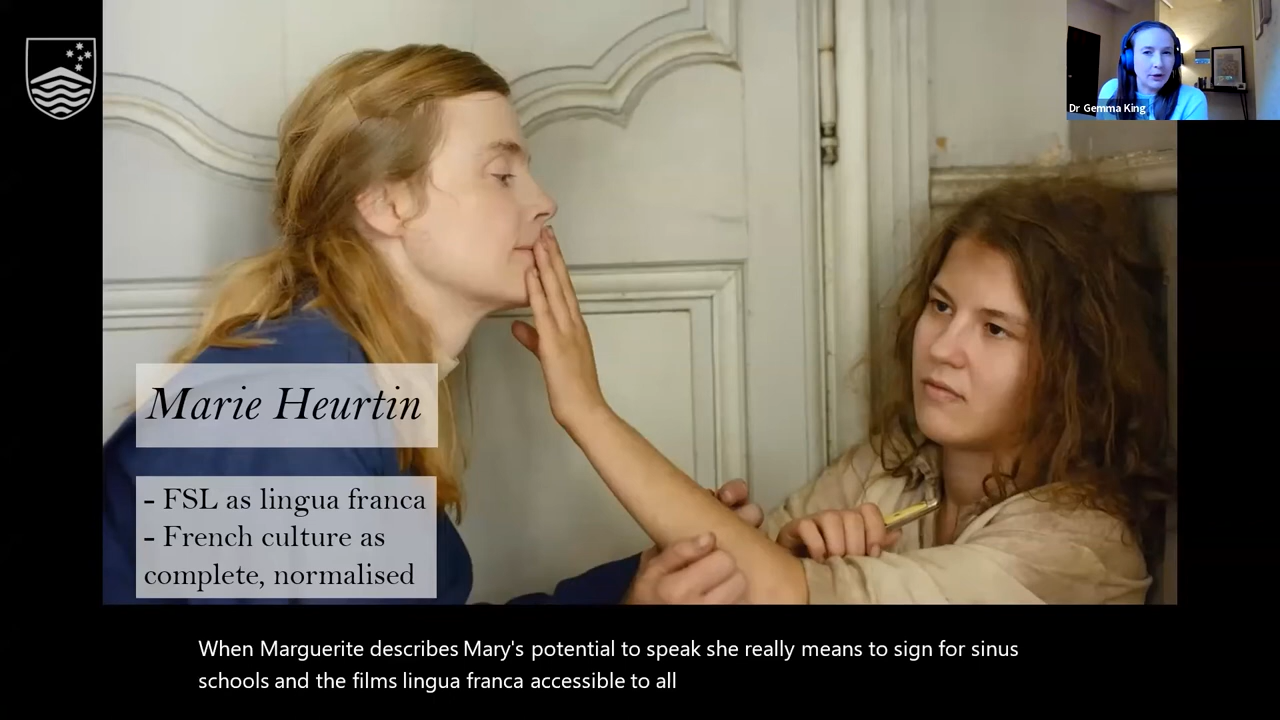 Dr Gemma King
Marie Heurtin
- FSL as lingua franca
- French culture as
complete, normalised
When Marguerite describes Mary's potential to speak she really means to sign for sinus
schools and the films lingua franca accessible to all